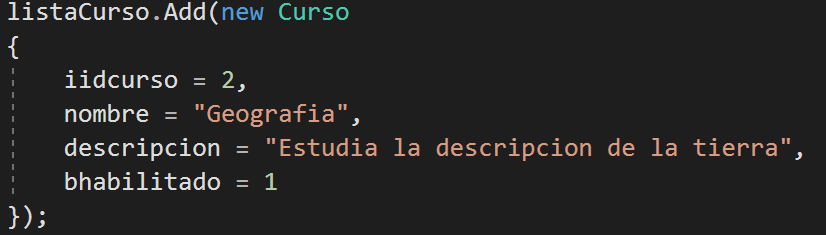 listaCurso.Add(new Curso
{
iidcurso = 2,
nombre = "Geografia",
descripcion = "Estudia la descripcion de la tierra",
bhabilitado = 1
});